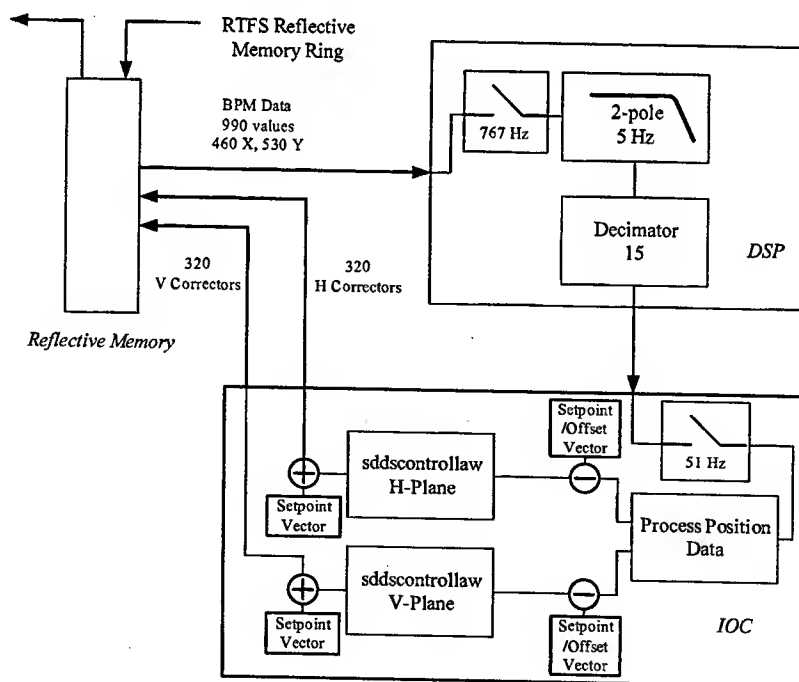 RTFS Reflective
Memory Ring
BPM Data
990 values
460 X, 530 Y
767 Hz
2-pole
5 Hz
Decimator
15
DSP
320
V Correctors
320
H Correctors
Reflective Memory
Setpoint
/Offset
Vector
51 Hz
sddscontrollaw
H-Plane
Setpoint
Vector
Process Position
Data
sddscontrollaw
V-Plane
Setpoint
Vector
Setpoint
/Offset
Vector
IOC